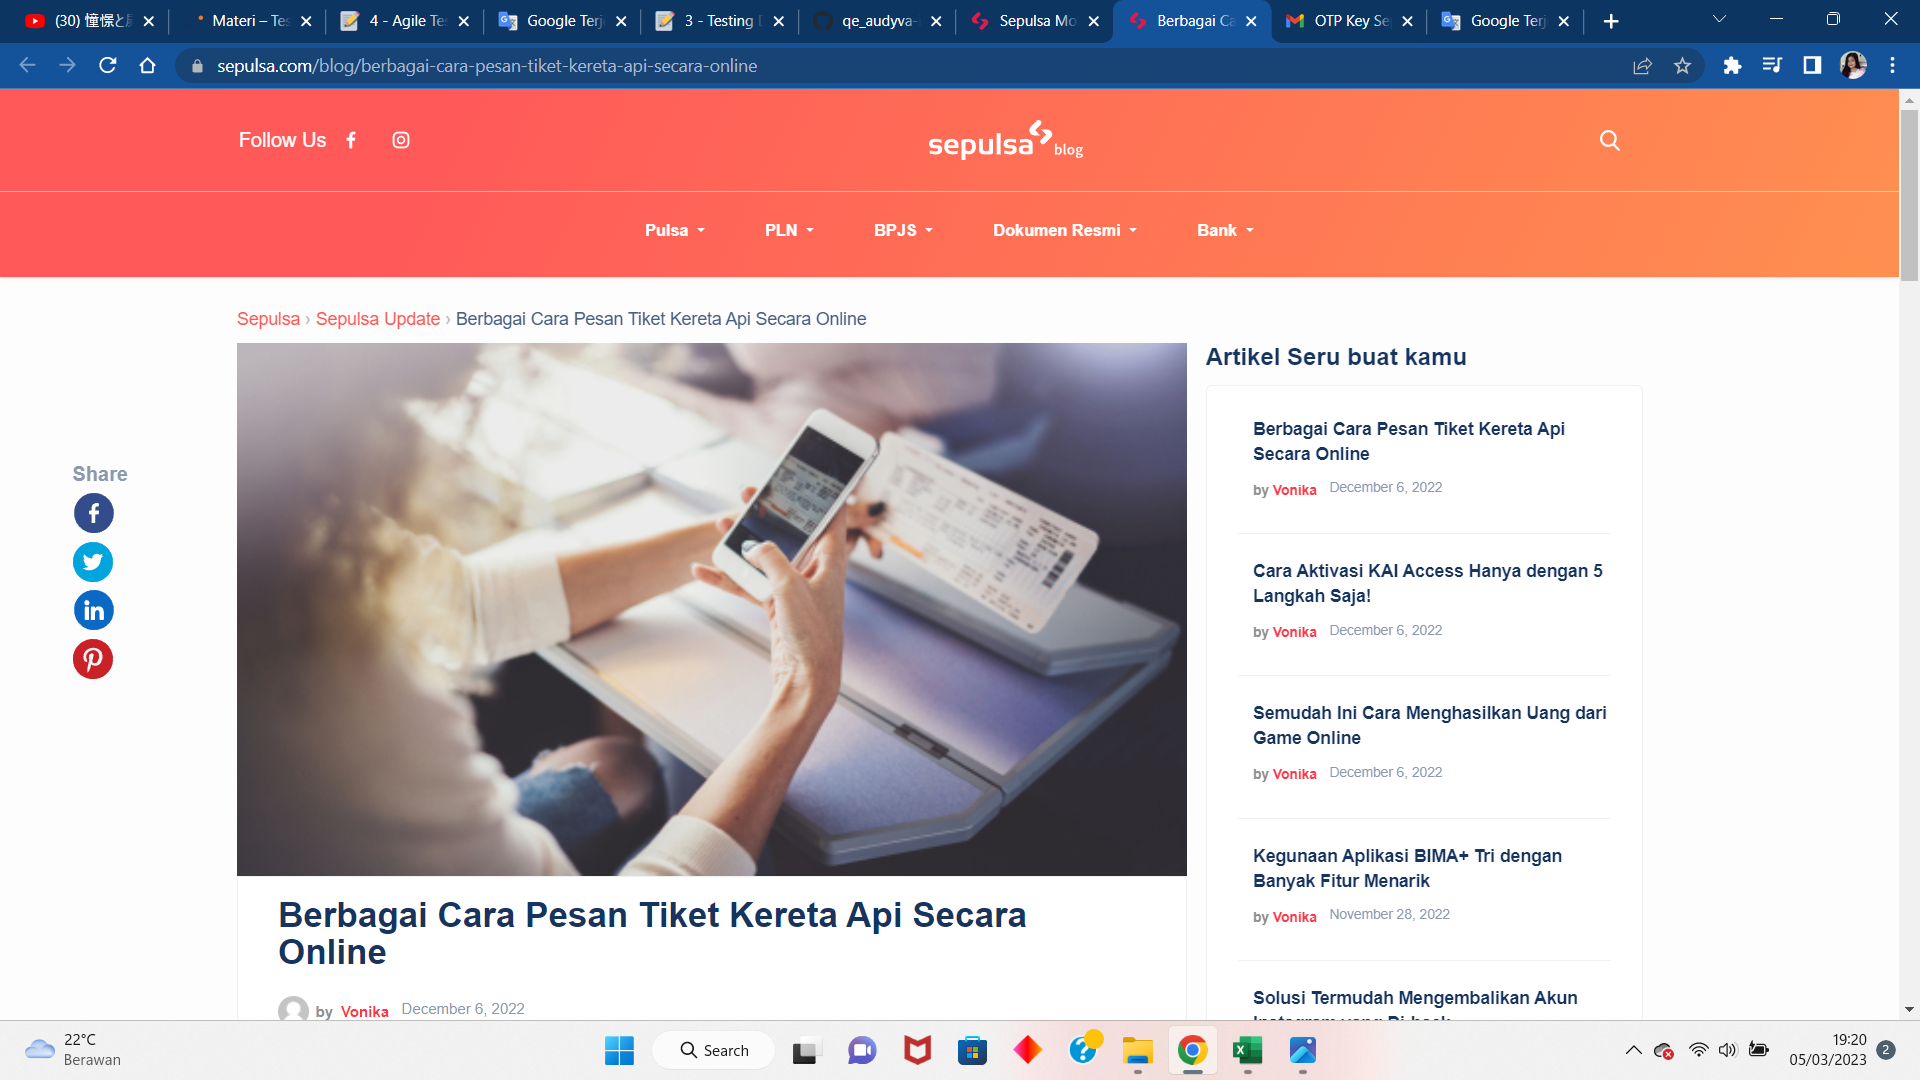 (30) 憧憬と
Materi – Tes
4 - Agile Te
Google Terj
3 - Testing
qe_audyva-
Sepulsa Mo
Berbagai Ca
OTP Key Se
Google Terj
sepulsa.com/blog/berbagai-cara-pesan-tiket-kereta-api-secara-online
Follow Us
sepulsa blog
Pulsa
PLN
BPJS
Dokumen Resmi
Bank
Sepulsa › Sepulsa Update › Berbagai Cara Pesan Tiket Kereta Api Secara Online
Share
Berbagai Cara Pesan Tiket Kereta Api Secara
Online
by Vonika December 6, 2022
Artikel Seru buat kamu
Berbagai Cara Pesan Tiket Kereta Api
Secara Online
by Vonika December 6, 2022
Cara Aktivasi KAI Access Hanya dengan 5
Langkah Saja!
by Vonika December 6, 2022
Semudah Ini Cara Menghasilkan Uang dari
Game Online
by Vonika December 6, 2022
Kegunaan Aplikasi BIMA+ Tri dengan
Banyak Fitur Menarik
by Vonika November 28, 2022
Solusi Termudah Mengembalikan Akun
Instagram yang Di-hack
22°C
Berawan
Search
19:20
05/03/2023
2